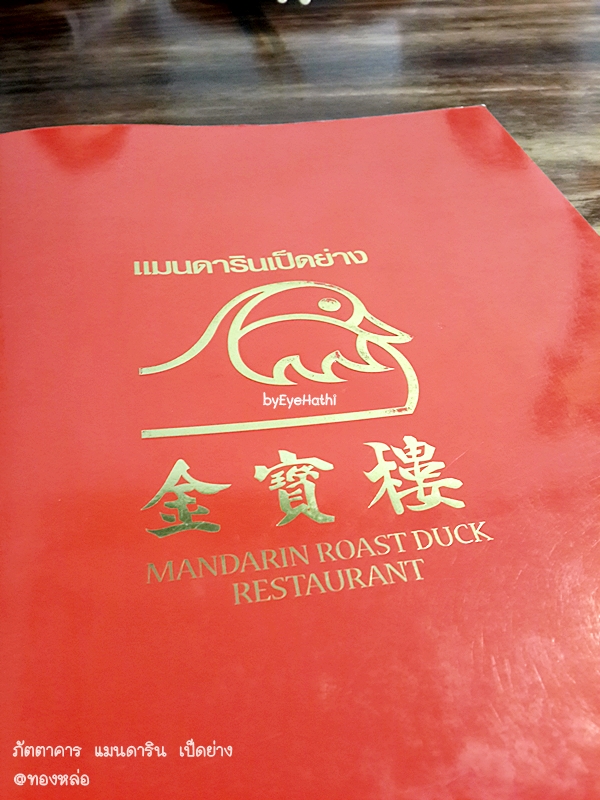 แมนดารินเป็ดย่าง
byEyeHathi
金寶樓
MANDARIN ROAST DUCK
RESTAURANT
ภัตตาคาร แมนดาริน เป็ดย่าง
@ทองหล่อ